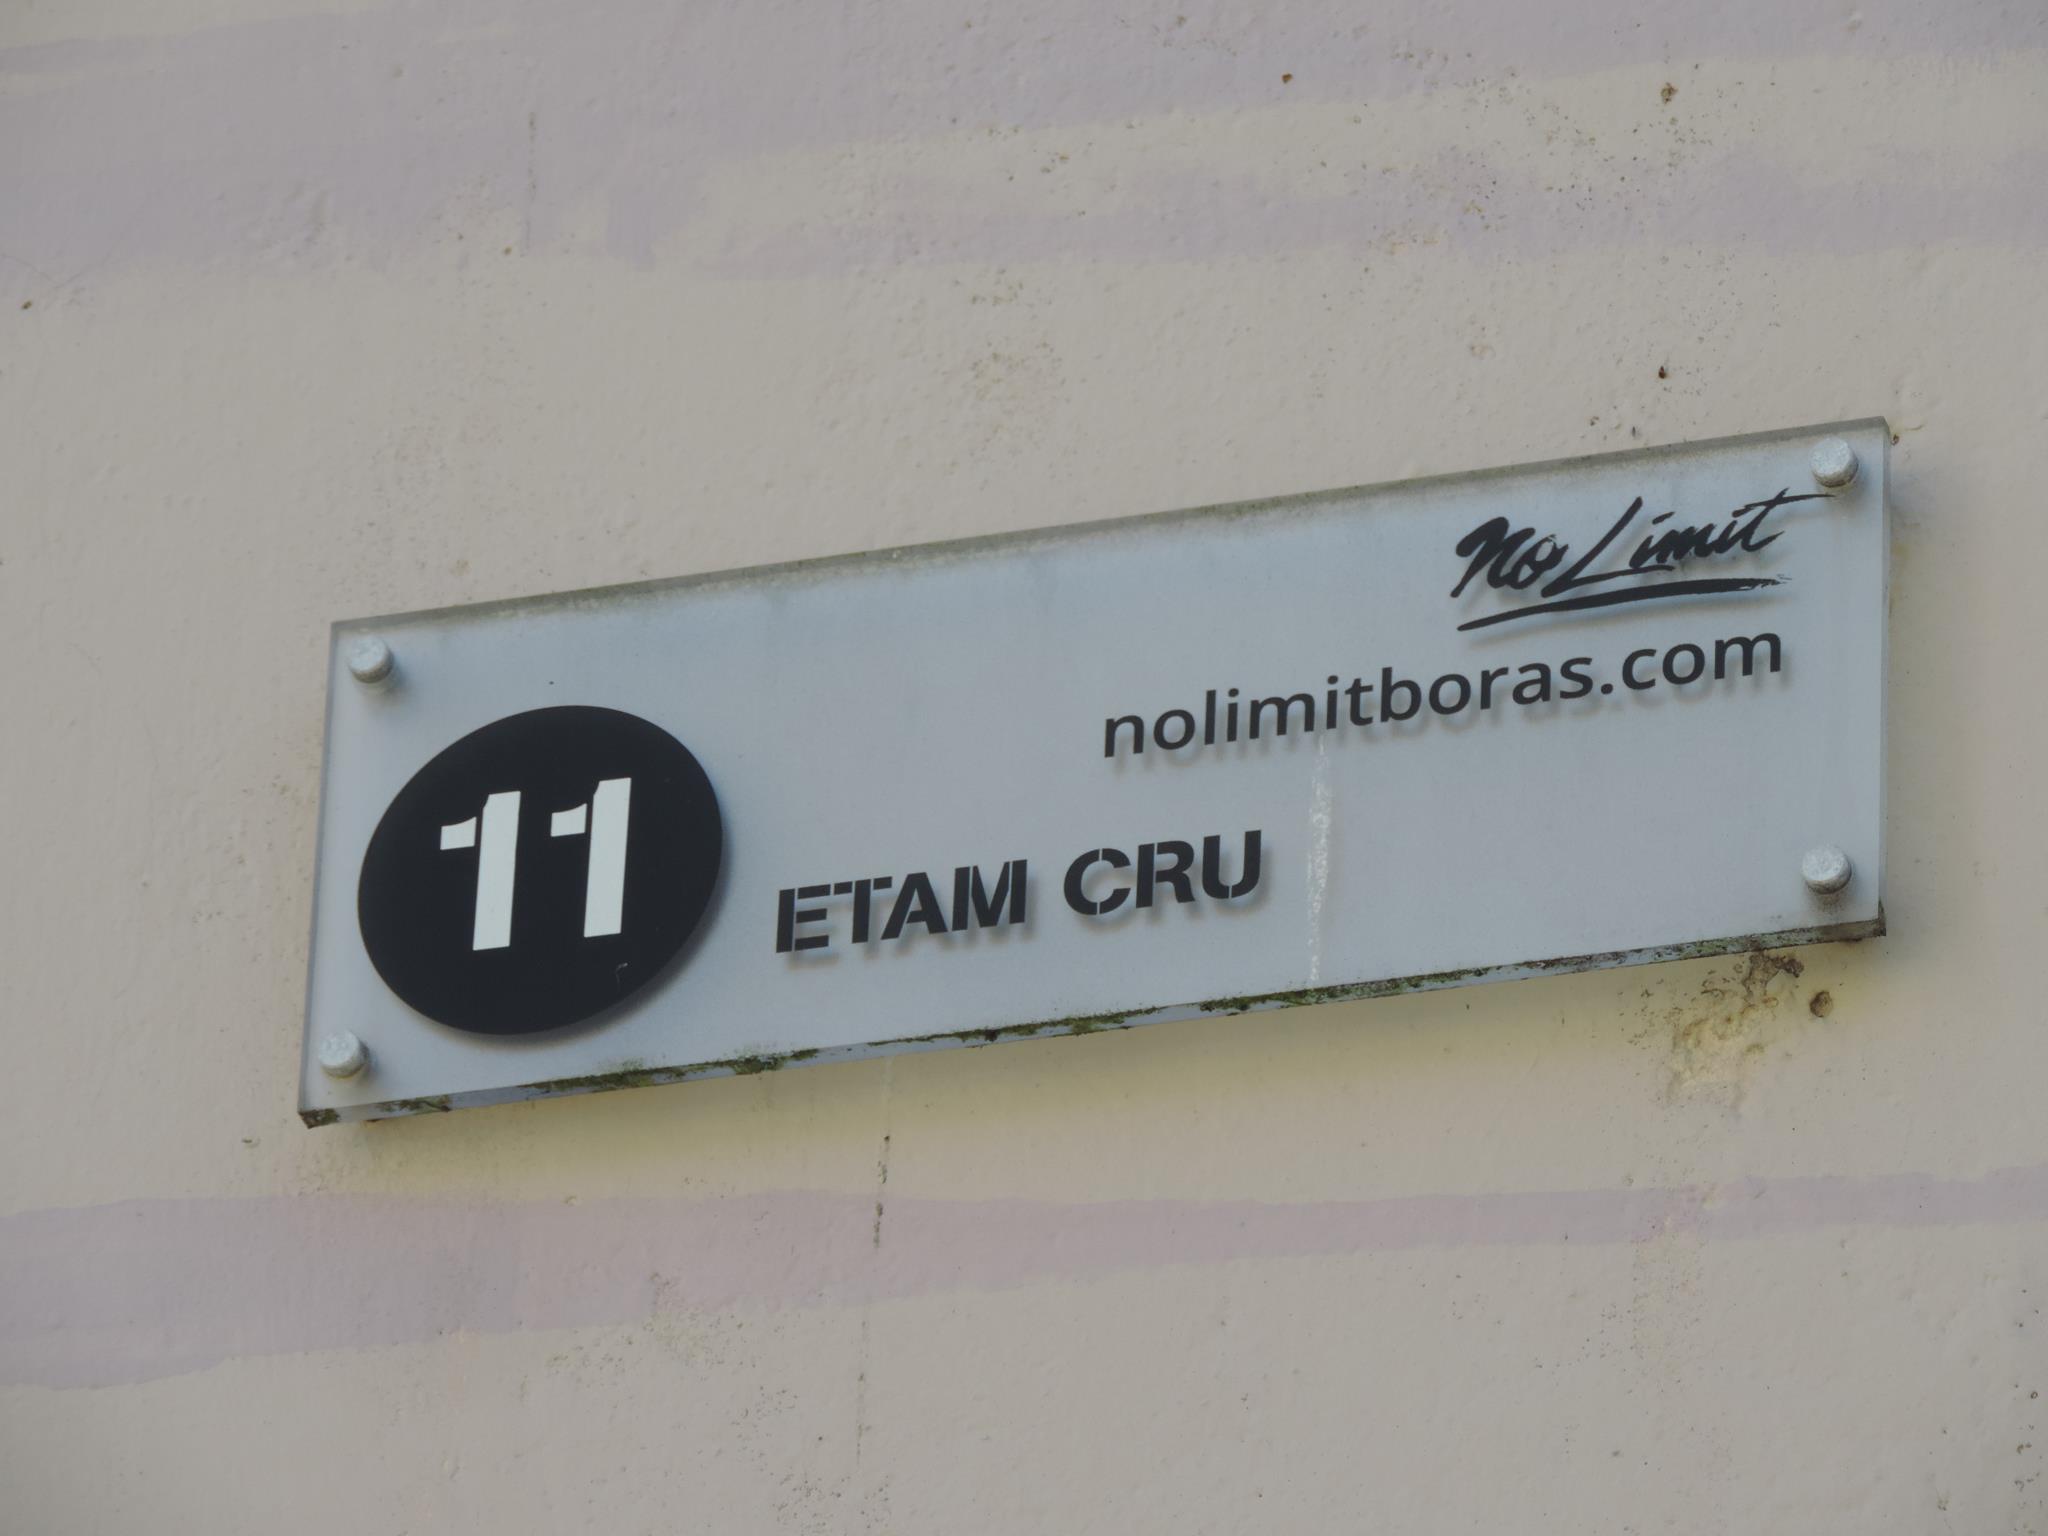 No Limit
nolimitboras.com
11
ETAM CRU